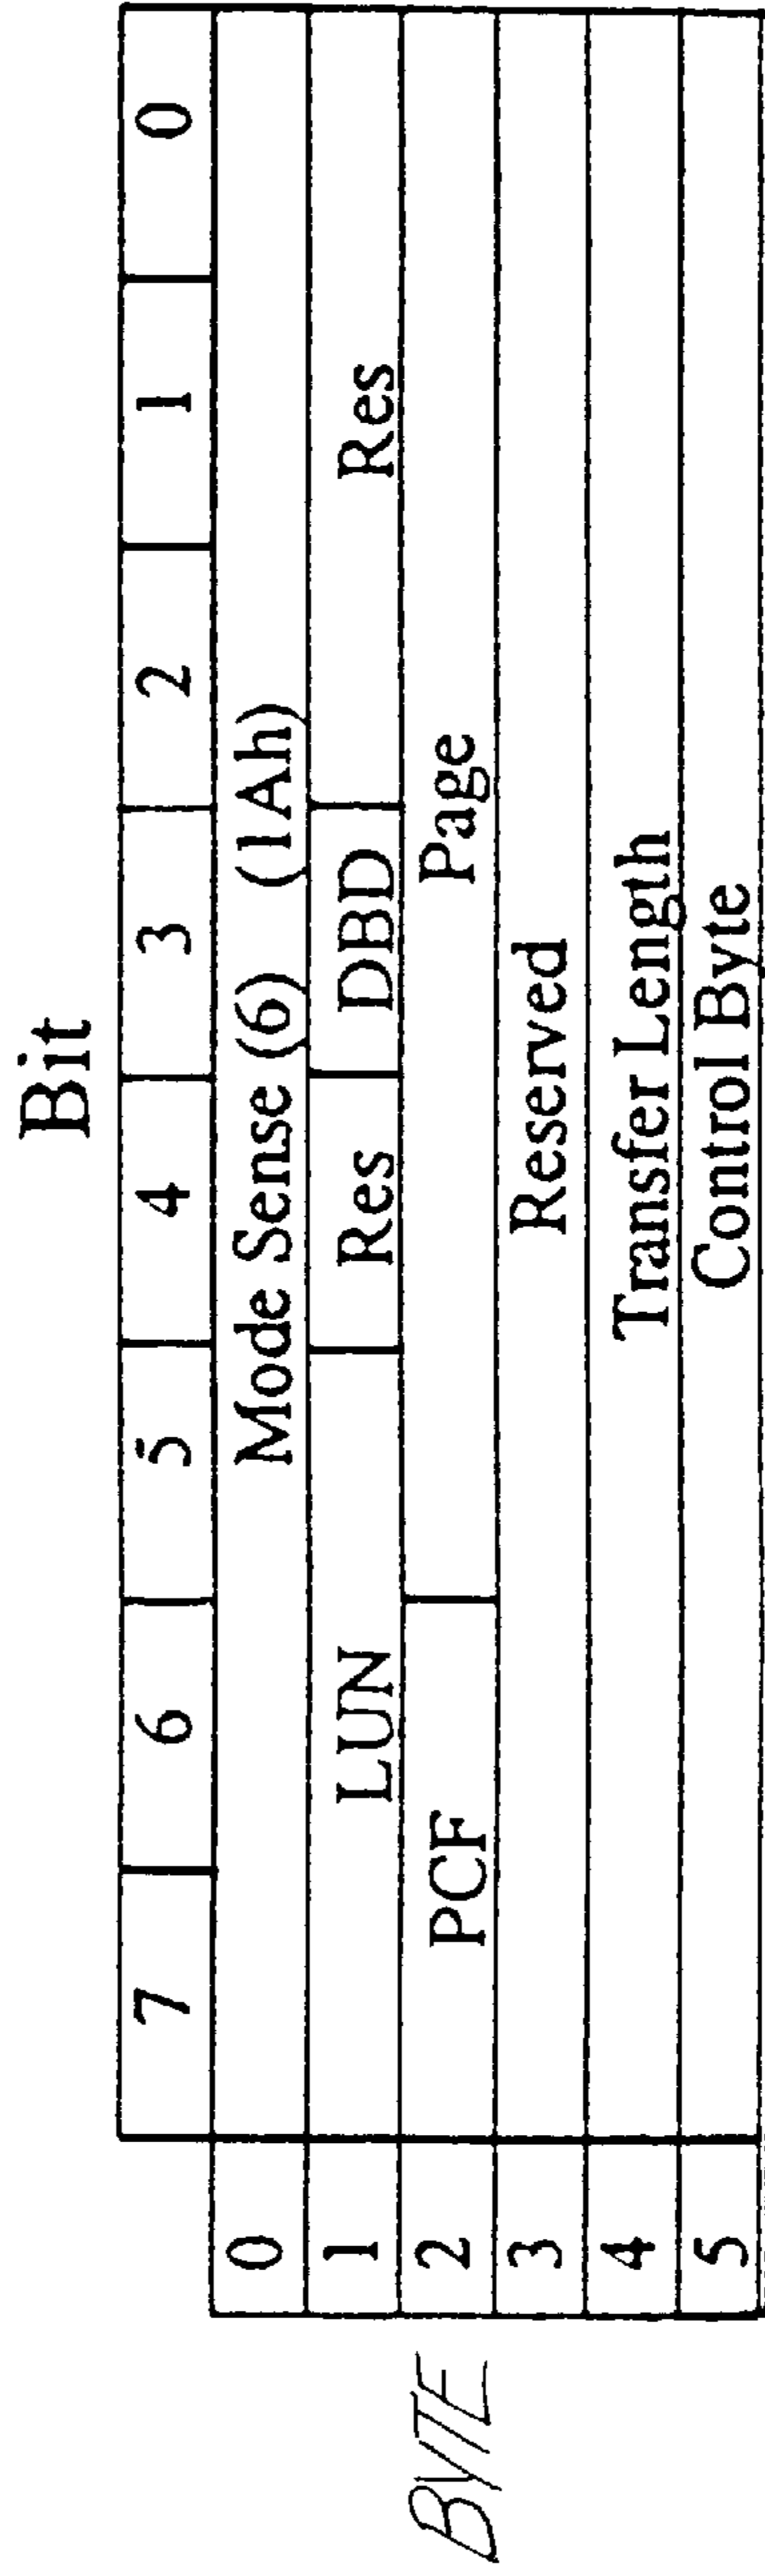 Bit
7 6 5 4 3 2 1 0
0 Mode Sense (6) (1Ah)
1 LUN Res DBD Res
BYTE 2 PCF Page
3 Reserved
4 Transfer Length
5 Control Byte